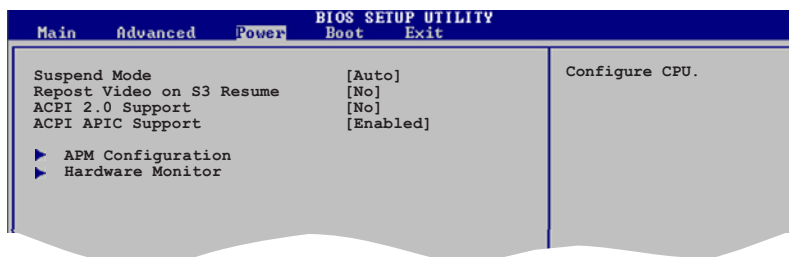 BIOS SETUP UTILITY
Main Advanced Power Boot Exit
Suspend Mode [Auto]
Repost Video on S3 Resume [No]
ACPI 2.0 Support [No]
ACPI APIC Support [Enabled]
APM Configuration
Hardware Monitor
Configure CPU.